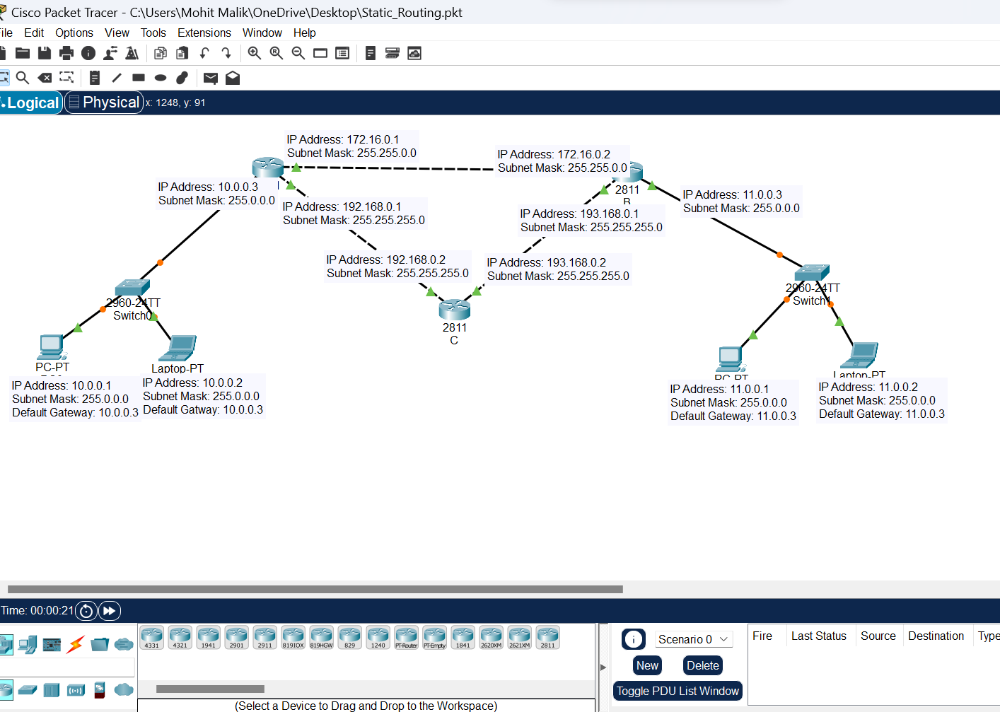 Cisco Packet Tracer - C:\Users\Mohit Malik\OneDrive\Desktop\Static_Routing.pkt
ile Edit Options View Tools Extensions Window Help
Logical Physical x: 1248, y: 91
IP Address: 172.16.0.1
Subnet Mask: 255.255.0.0
IP Address: 172.16.0.2
Subnet Mask: 255.255.0.0
IP Address: 10.0.0.3
Subnet Mask: 255.0.0.0
2811
B
IP Address: 11.0.0.3
Subnet Mask: 255.0.0.0
IP Address: 192.168.0.1
Subnet Mask: 255.255.255.0
IP Address: 193.168.0.1
Subnet Mask: 255.255.255.0
IP Address: 192.168.0.2
Subnet Mask: 255.255.255.0
IP Address: 193.168.0.2
Subnet Mask: 255.255.255.0
2960-24TT
Switch0
2960-24TT
Switch1
2811
C
PC-PT
Laptop-PT
PC-PT
Laptop-PT
IP Address: 10.0.0.1
Subnet Mask: 255.0.0.0
Default Gateway: 10.0.0.3
IP Address: 10.0.0.2
Subnet Mask: 255.0.0.0
Default Gatway: 10.0.0.3
IP Address: 11.0.0.1
Subnet Mask: 255.0.0.0
Default Gateway: 11.0.0.3
IP Address: 11.0.0.2
Subnet Mask: 255.0.0.0
Default Gateway: 11.0.0.3
Time: 00:00:21
4331 4321 1941 2901 2911 819IOX 819HGW 829 1240 PT-Router PT-Empty 1841 2620XM 2621XM 2811
(Select a Device to Drag and Drop to the Workspace)
Scenario 0
New Delete
Toggle PDU List Window
Fire Last Status Source Destination Type